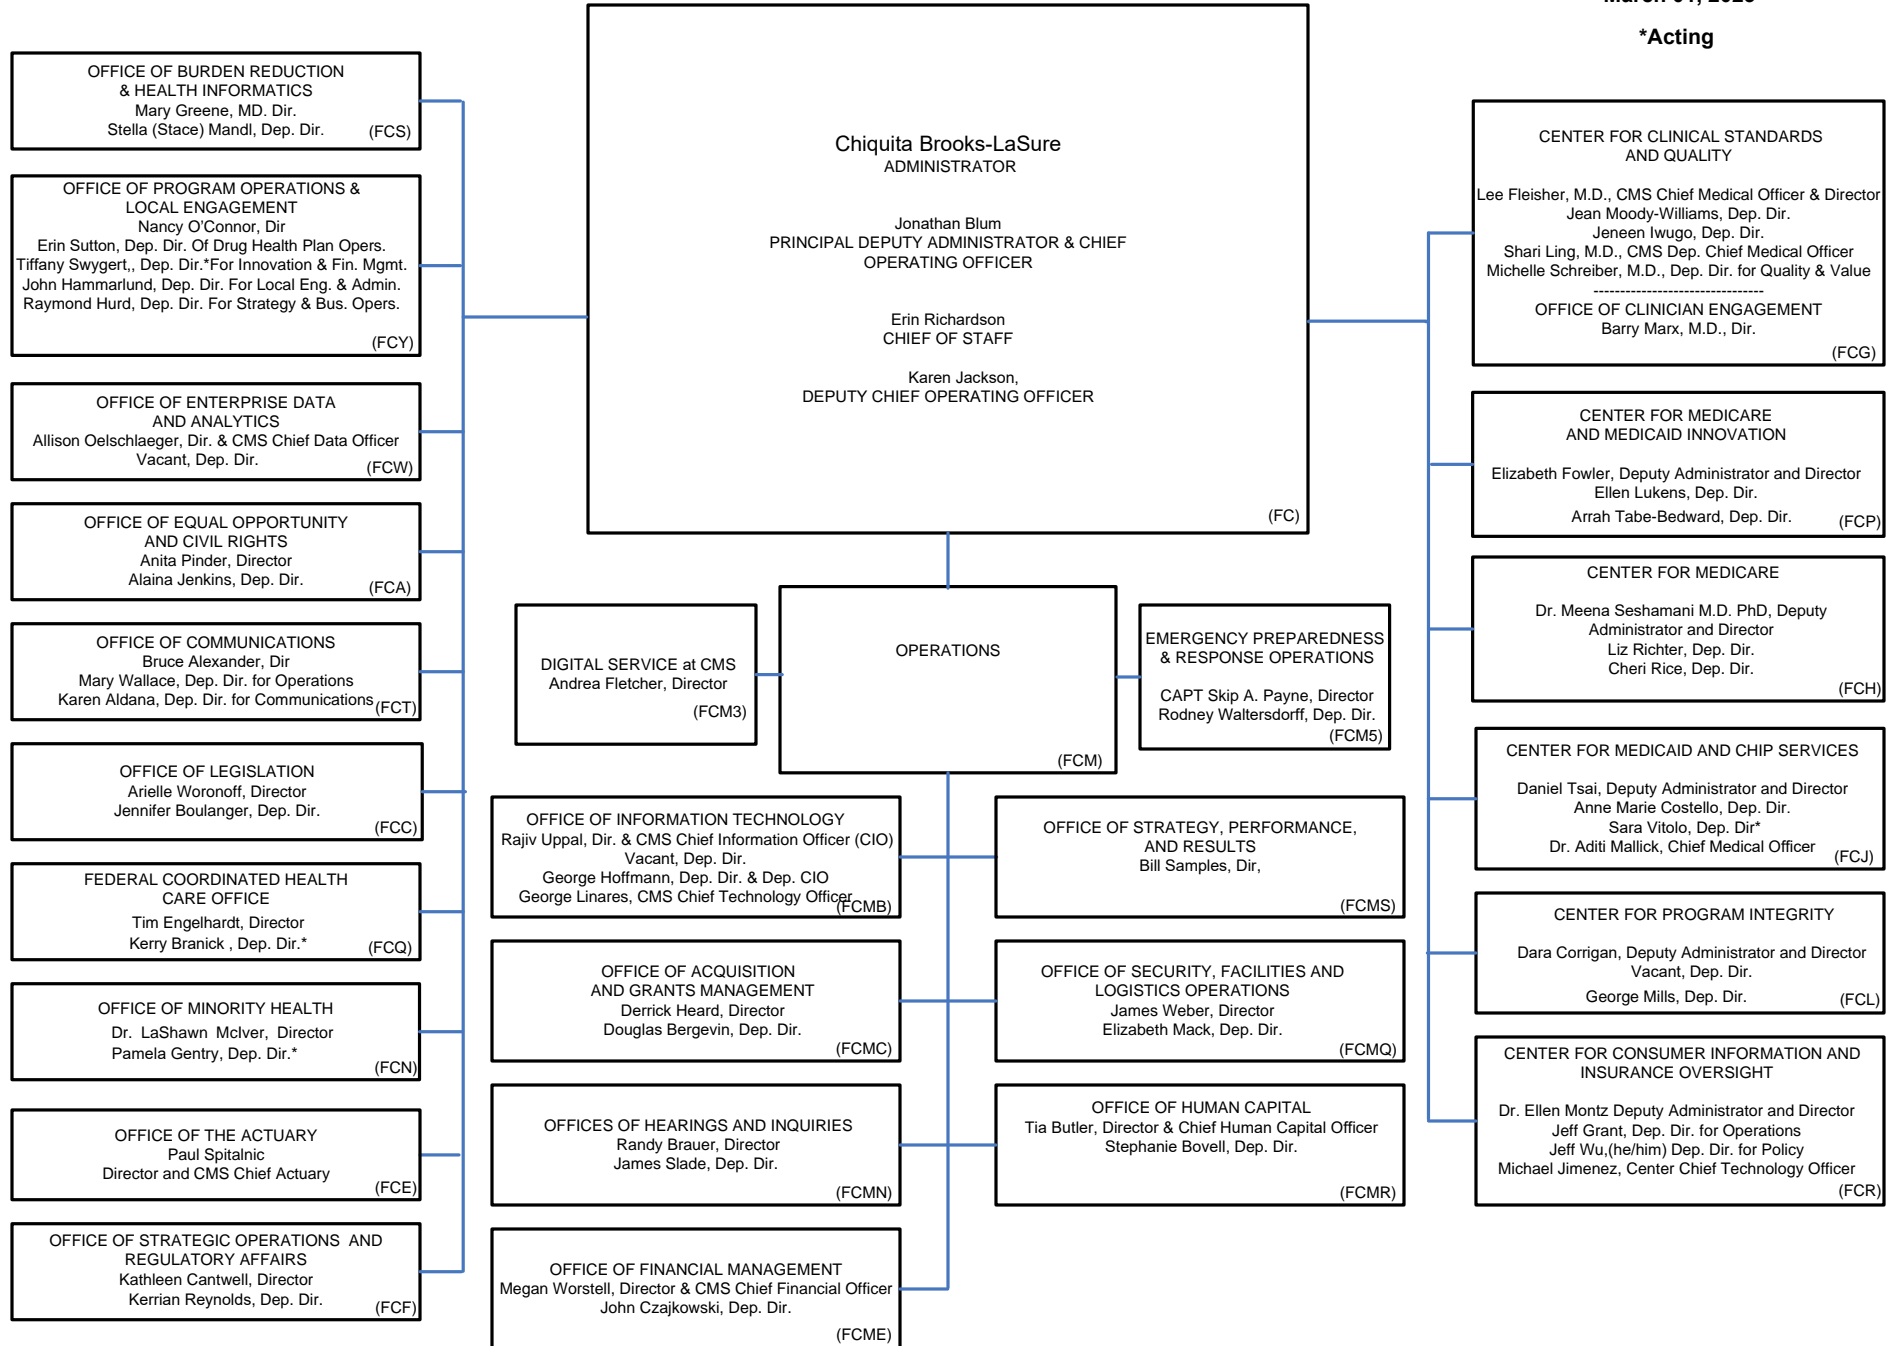 *Acting
OFFICE OF BURDEN REDUCTION
& HEALTH INFORMATICS
Mary Greene, MD. Dir.
Stella (Stace) Mandl, Dep. Dir.
(FCS)
OFFICE OF PROGRAM OPERATIONS &
LOCAL ENGAGEMENT
Nancy O'Connor, Dir
Erin Sutton, Dep. Dir. Of Drug Health Plan Opers.
Tiffany Swygert,, Dep. Dir.*For Innovation & Fin. Mgmt.
John Hammarlund, Dep. Dir. For Local Eng. & Admin.
Raymond Hurd, Dep. Dir. For Strategy & Bus. Opers.
(FCY)
OFFICE OF ENTERPRISE DATA
AND ANALYTICS
Allison Oelschlaeger, Dir. & CMS Chief Data Officer
Vacant, Dep. Dir.
(FCW)
OFFICE OF EQUAL OPPORTUNITY
AND CIVIL RIGHTS
Anita Pinder, Director
Alaina Jenkins, Dep. Dir.
(FCA)
OFFICE OF COMMUNICATIONS
Bruce Alexander, Dir
Mary Wallace, Dep. Dir. for Operations
Karen Aldana, Dep. Dir. for Communications
(FCT)
OFFICE OF LEGISLATION
Arielle Woronoff, Director
Jennifer Boulanger, Dep. Dir.
(FCC)
FEDERAL COORDINATED HEALTH
CARE OFFICE
Tim Engelhardt, Director
Kerry Branick , Dep. Dir.*
(FCQ)
OFFICE OF MINORITY HEALTH
Dr. LaShawn McIver, Director
Pamela Gentry, Dep. Dir.*
(FCN)
OFFICE OF THE ACTUARY
Paul Spitalnic
Director and CMS Chief Actuary
(FCE)
OFFICE OF STRATEGIC OPERATIONS AND
REGULATORY AFFAIRS
Kathleen Cantwell, Director
Kerrian Reynolds, Dep. Dir.
(FCF)
Chiquita Brooks-LaSure
ADMINISTRATOR
Jonathan Blum
PRINCIPAL DEPUTY ADMINISTRATOR & CHIEF
OPERATING OFFICER
Erin Richardson
CHIEF OF STAFF
Karen Jackson,
DEPUTY CHIEF OPERATING OFFICER
(FC)
DIGITAL SERVICE at CMS
Andrea Fletcher, Director
(FCM3)
OPERATIONS
(FCM)
EMERGENCY PREPAREDNESS
& RESPONSE OPERATIONS
CAPT Skip A. Payne, Director
Rodney Waltersdorff, Dep. Dir.
(FCM5)
OFFICE OF INFORMATION TECHNOLOGY
Rajiv Uppal, Dir. & CMS Chief Information Officer (CIO)
Vacant, Dep. Dir.
George Hoffmann, Dep. Dir. & Dep. CIO
George Linares, CMS Chief Technology Officer
(FCMB)
OFFICE OF STRATEGY, PERFORMANCE,
AND RESULTS
Bill Samples, Dir,
(FCMS)
OFFICE OF ACQUISITION
AND GRANTS MANAGEMENT
Derrick Heard, Director
Douglas Bergevin, Dep. Dir.
(FCMC)
OFFICE OF SECURITY, FACILITIES AND
LOGISTICS OPERATIONS
James Weber, Director
Elizabeth Mack, Dep. Dir.
(FCMQ)
OFFICES OF HEARINGS AND INQUIRIES
Randy Brauer, Director
James Slade, Dep. Dir.
(FCMN)
OFFICE OF HUMAN CAPITAL
Tia Butler, Director & Chief Human Capital Officer
Stephanie Bovell, Dep. Dir.
(FCMR)
OFFICE OF FINANCIAL MANAGEMENT
Megan Worstell, Director & CMS Chief Financial Officer
John Czajkowski, Dep. Dir.
(FCME)
CENTER FOR CLINICAL STANDARDS
AND QUALITY
Lee Fleisher, M.D., CMS Chief Medical Officer & Director
Jean Moody-Williams, Dep. Dir.
Jeneen Iwugo, Dep. Dir.
Shari Ling, M.D., CMS Dep. Chief Medical Officer
Michelle Schreiber, M.D., Dep. Dir. for Quality & Value
--------------------------------
OFFICE OF CLINICIAN ENGAGEMENT
Barry Marx, M.D., Dir.
(FCG)
CENTER FOR MEDICARE
AND MEDICAID INNOVATION
Elizabeth Fowler, Deputy Administrator and Director
Ellen Lukens, Dep. Dir.
Arrah Tabe-Bedward, Dep. Dir.
(FCP)
CENTER FOR MEDICARE
Dr. Meena Seshamani M.D. PhD, Deputy
Administrator and Director
Liz Richter, Dep. Dir.
Cheri Rice, Dep. Dir.
(FCH)
CENTER FOR MEDICAID AND CHIP SERVICES
Daniel Tsai, Deputy Administrator and Director
Anne Marie Costello, Dep. Dir.
Sara Vitolo, Dep. Dir*
Dr. Aditi Mallick, Chief Medical Officer
(FCJ)
CENTER FOR PROGRAM INTEGRITY
Dara Corrigan, Deputy Administrator and Director
Vacant, Dep. Dir.
George Mills, Dep. Dir.
(FCL)
CENTER FOR CONSUMER INFORMATION AND
INSURANCE OVERSIGHT
Dr. Ellen Montz Deputy Administrator and Director
Jeff Grant, Dep. Dir. for Operations
Jeff Wu,(he/him) Dep. Dir. for Policy
Michael Jimenez, Center Chief Technology Officer
(FCR)